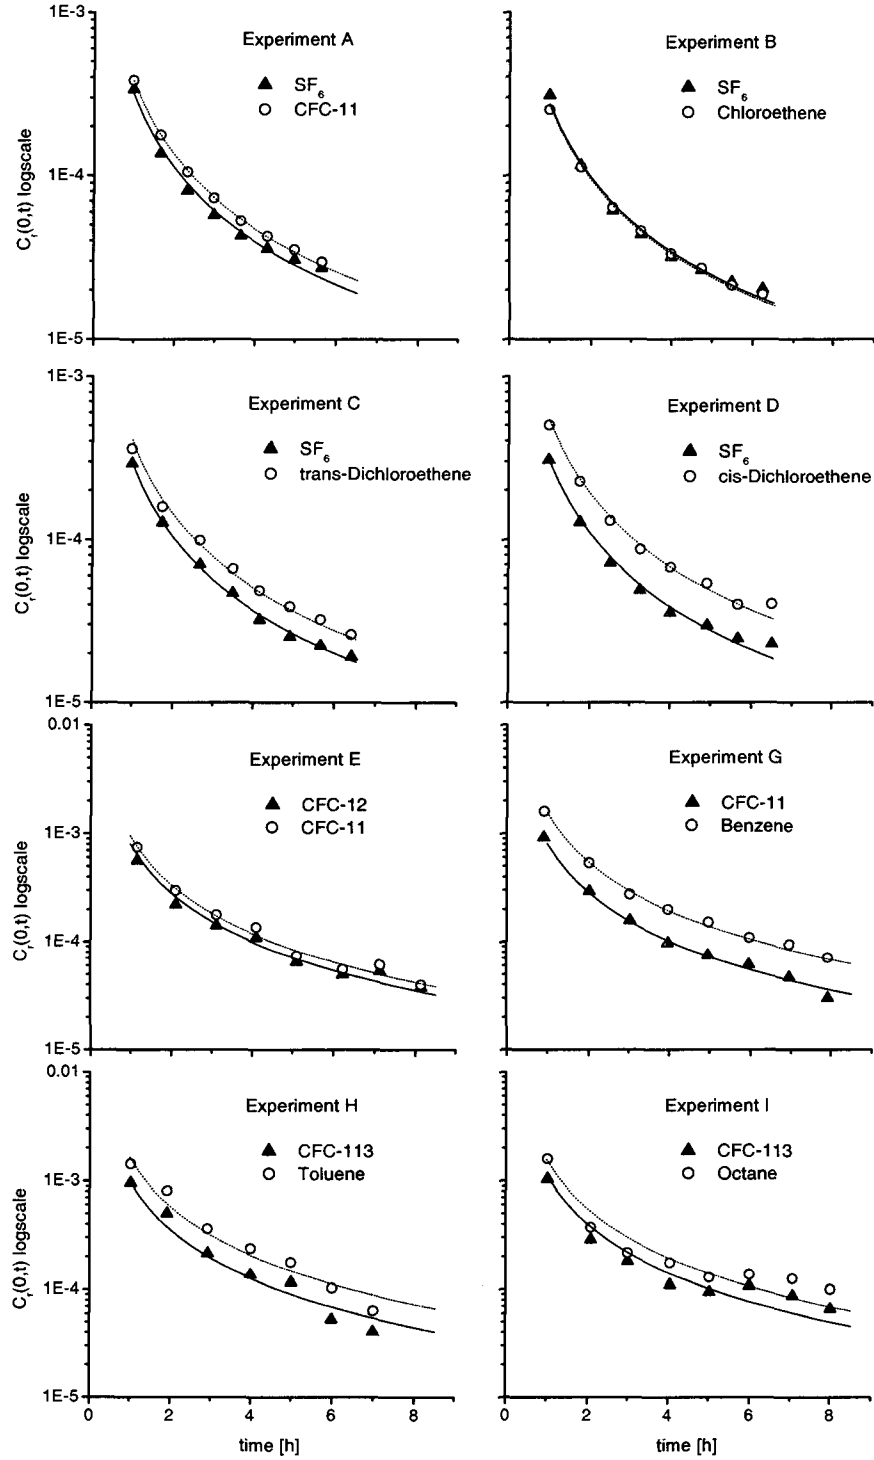 1E-3
Experiment A
SF6
CFC-11
1E-4
1E-5
Cr(0,t) logscale
Experiment B
SF6
Chloroethene
1E-3
Experiment C
SF6
trans-Dichloroethene
1E-4
1E-5
Cr(0,t) logscale
Experiment D
SF6
cis-Dichloroethene
0.01
Experiment E
CFC-12
CFC-11
1E-3
1E-4
1E-5
Cr(0,t) logscale
Experiment G
CFC-11
Benzene
0.01
Experiment H
CFC-113
Toluene
1E-3
1E-4
1E-5
Cr(0,t) logscale
0 2 4 6 8
time [h]
Experiment I
CFC-113
Octane
0 2 4 6 8
time [h]